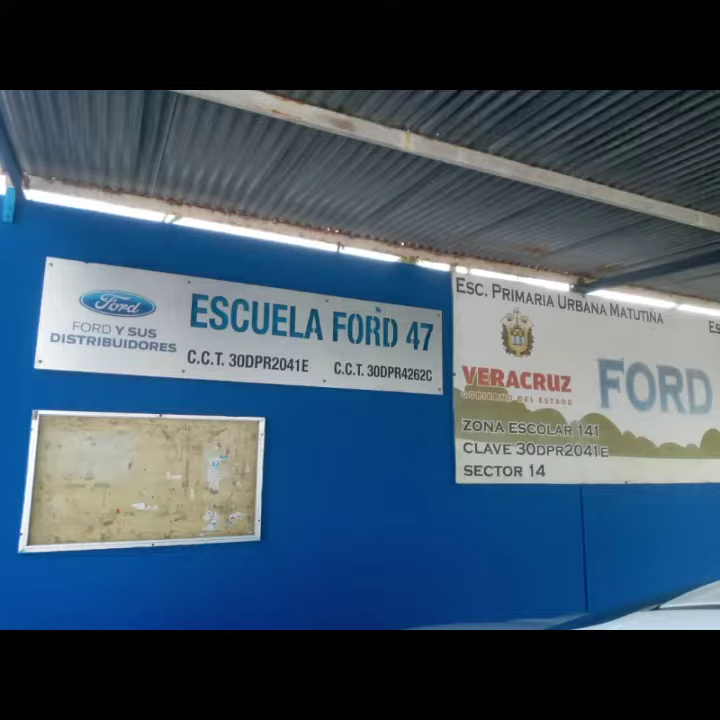 Ford
FORD Y SUS
DISTRIBUIDORES
ESCUELA FORD 47
C.C.T. 30DPR2041E C.C.T. 30DPR4262C
ESC. PRIMARIA URBANA MATUTIÑA
VERACRUZ
GOBIERNO DEL ESTADO
FORD
ZONA ESCOLAR 141
CLAVE 30DPR2041E
SECTOR 14